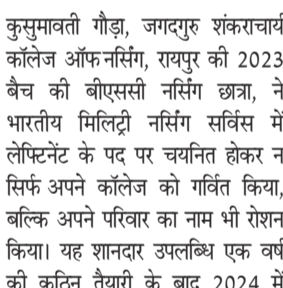 कुसुमावती गौड़ा, जगदगुरु शंकराचार्य
कॉलेज ऑफ नर्सिंग, रायपुर की 2023
बैच की बीएससी नर्सिंग छात्रा, ने
भारतीय मिलिट्री नर्सिंग सर्विस में
लेफ्टिनेंट के पद पर चयनित होकर न
सिर्फ अपने कॉलेज को गर्वित किया,
बल्कि अपने परिवार का नाम भी रोशन
किया। यह शानदार उपलब्धि एक वर्ष
की कठिन तैयारी के बाद 2024 में